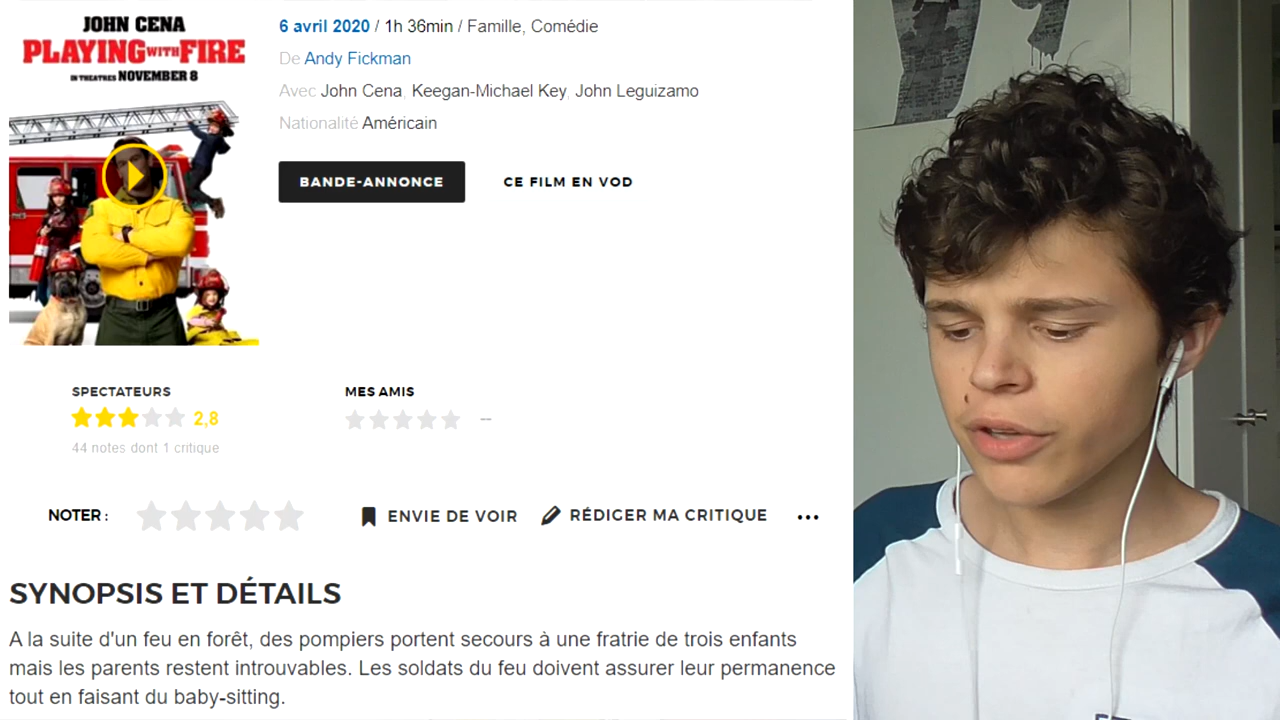 JOHN CENA
PLAYING WITH FIRE
IN THEATRES NOVEMBER 8
6 avril 2020 / 1h 36min / Famille, Comédie
De Andy Fickman
Avec John Cena, Keegan-Michael Key, John Leguizamo
Nationalité Américain
BANDE-ANNONCE
CE FILM EN VOD
SPECTATEURS
MES AMIS
2,8
--
44 notes dont 1 critique
NOTER :
ENVIE DE VOIR
RÉDIGER MA CRITIQUE
...
SYNOPSIS ET DÉTAILS
A la suite d'un feu en forêt, des pompiers portent secours à une fratrie de trois enfants
mais les parents restent introuvables. Les soldats du feu doivent assurer leur permanence
tout en faisant du baby-sitting.